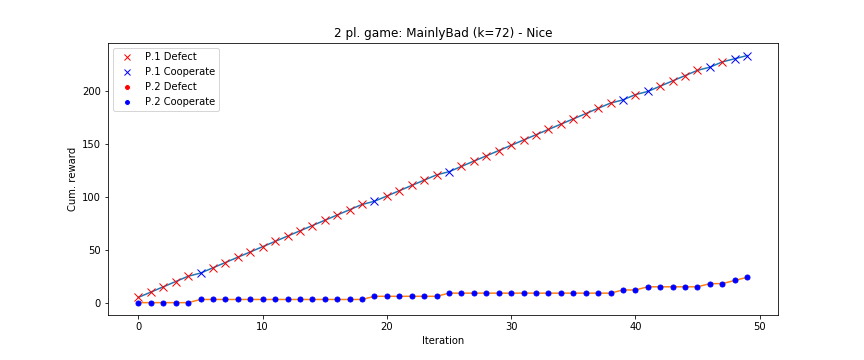 2 pl. game: MainlyBad (k=72) - Nice
P.1 Defect
P.1 Cooperate
P.2 Defect
P.2 Cooperate
Cum. reward
200
150
100
50
0
0 10 20 30 40 50
Iteration